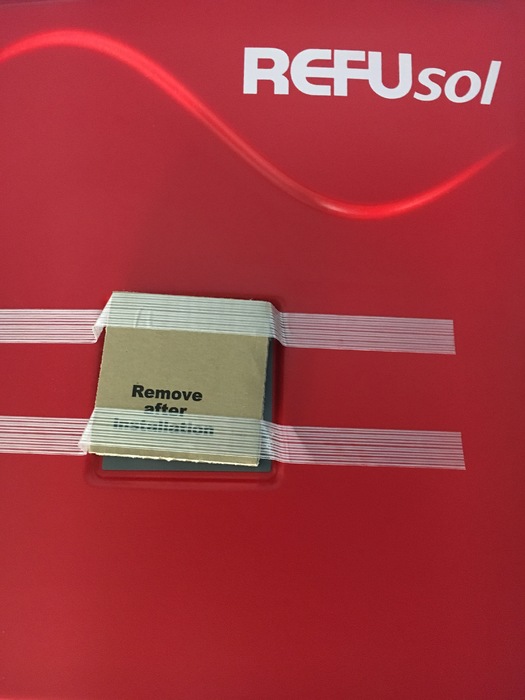 REFUsol
Remove
after
installation